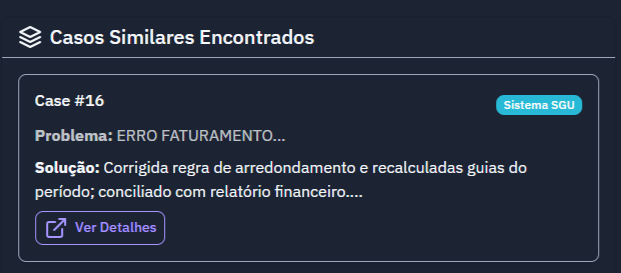 Casos Similares Encontrados
Case #16
Sistema SGU
Problema: ERRO FATURAMENTO...
Solução: Corrigida regra de arredondamento e recalculadas guias do
período; conciliado com relatório financeiro....
Ver Detalhes